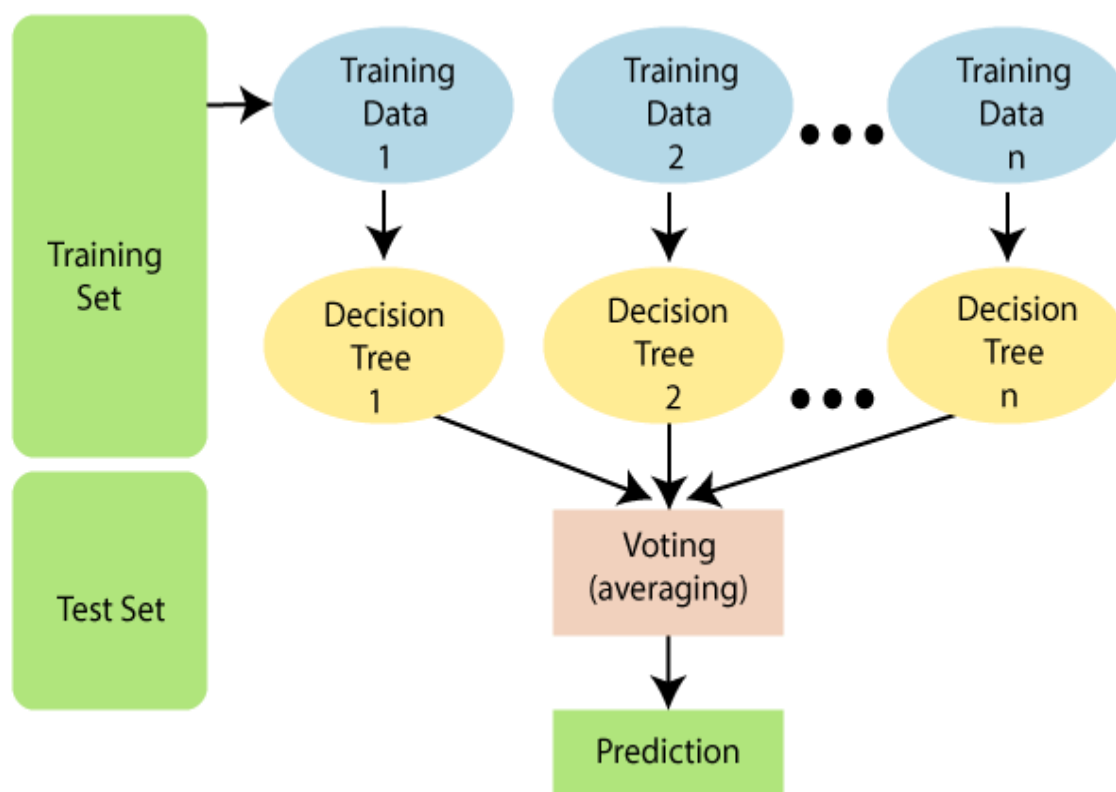 Training
Data
1
Training
Data
2
Training
Data
n
Training
Set
Decision
Tree
1
Decision
Tree
2
Decision
Tree
n
Test Set
Voting
(averaging)
Prediction